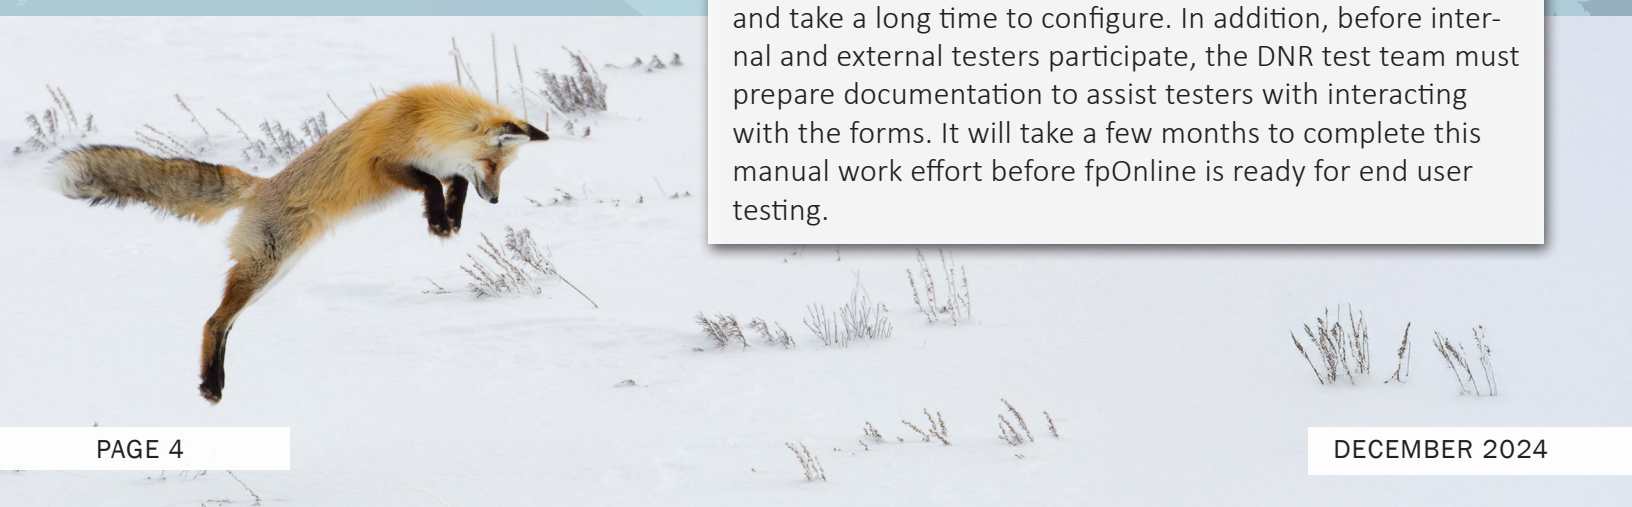 and take a long time to configure. In addition, before inter-
nal and external testers participate, the DNR test team must
prepare documentation to assist testers with interacting
with the forms. It will take a few months to complete this
manual work effort before fpOnline is ready for end user
testing.
PAGE 4
DECEMBER 2024